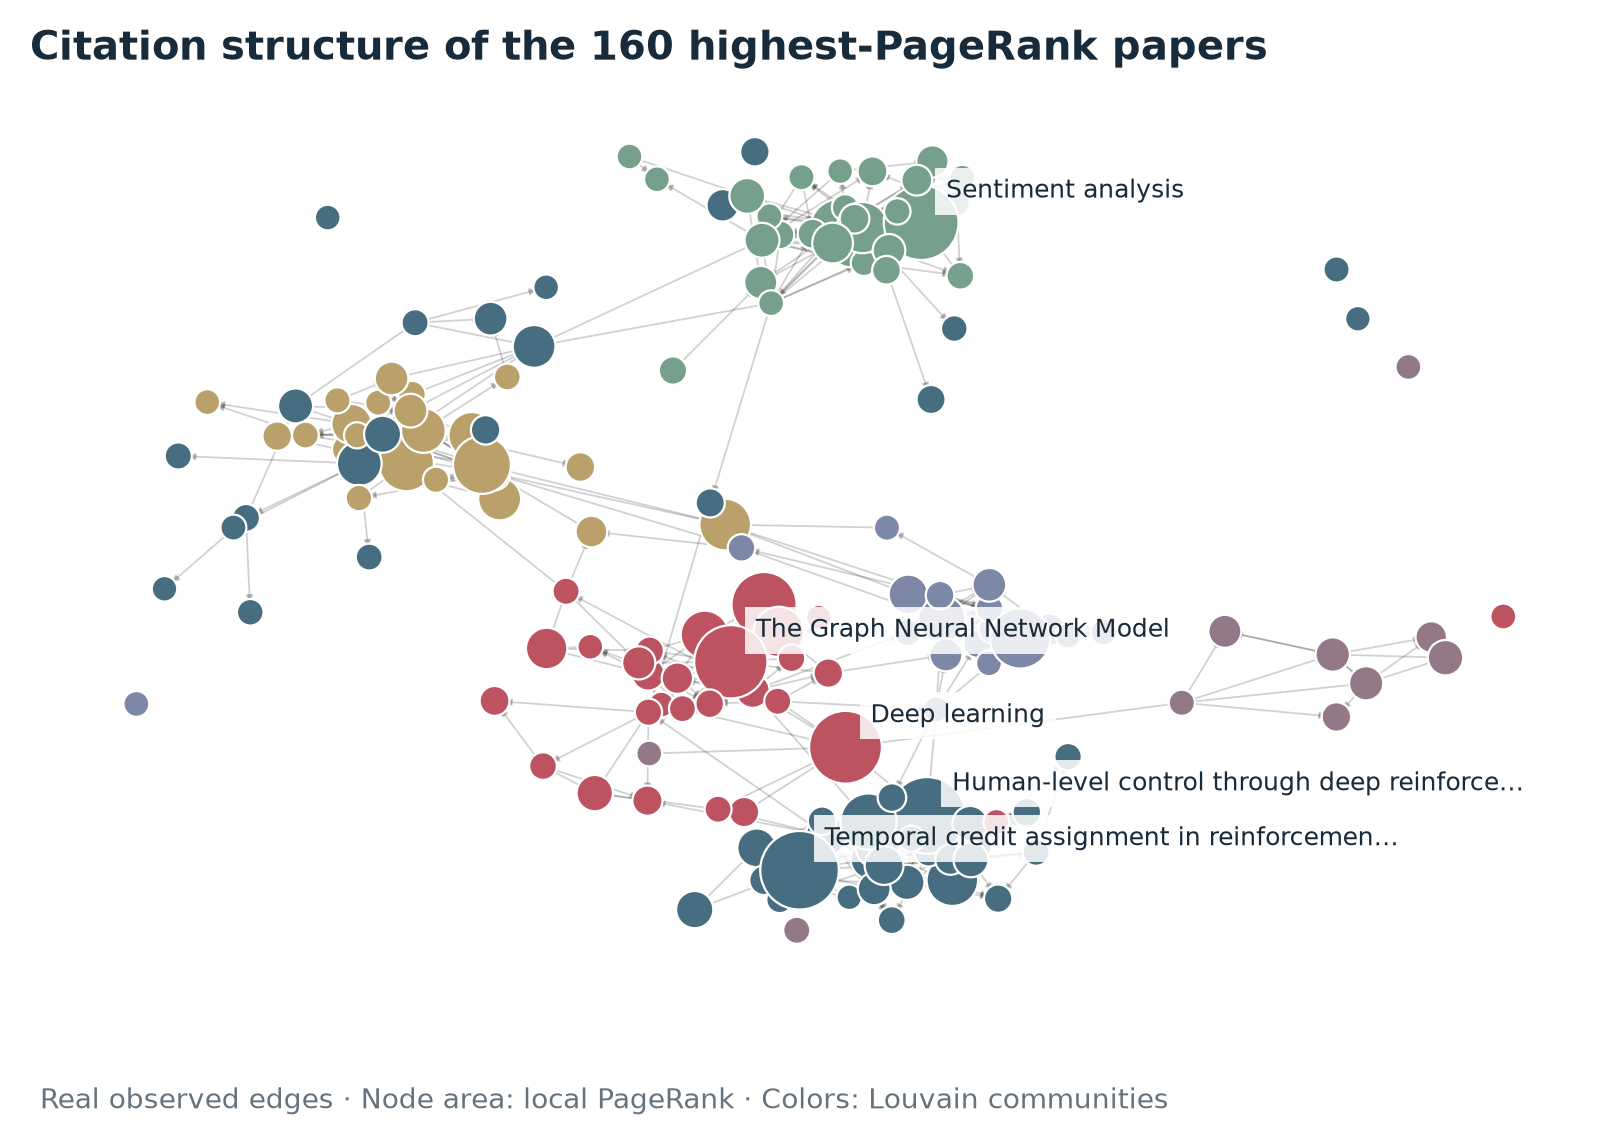 Citation structure of the 160 highest-PageRank papers
Sentiment analysis
The Graph Neural Network Model
Deep learning
Human-level control through deep reinforce...
Temporal credit assignment in reinforcemen...
Real observed edges · Node area: local PageRank · Colors: Louvain communities